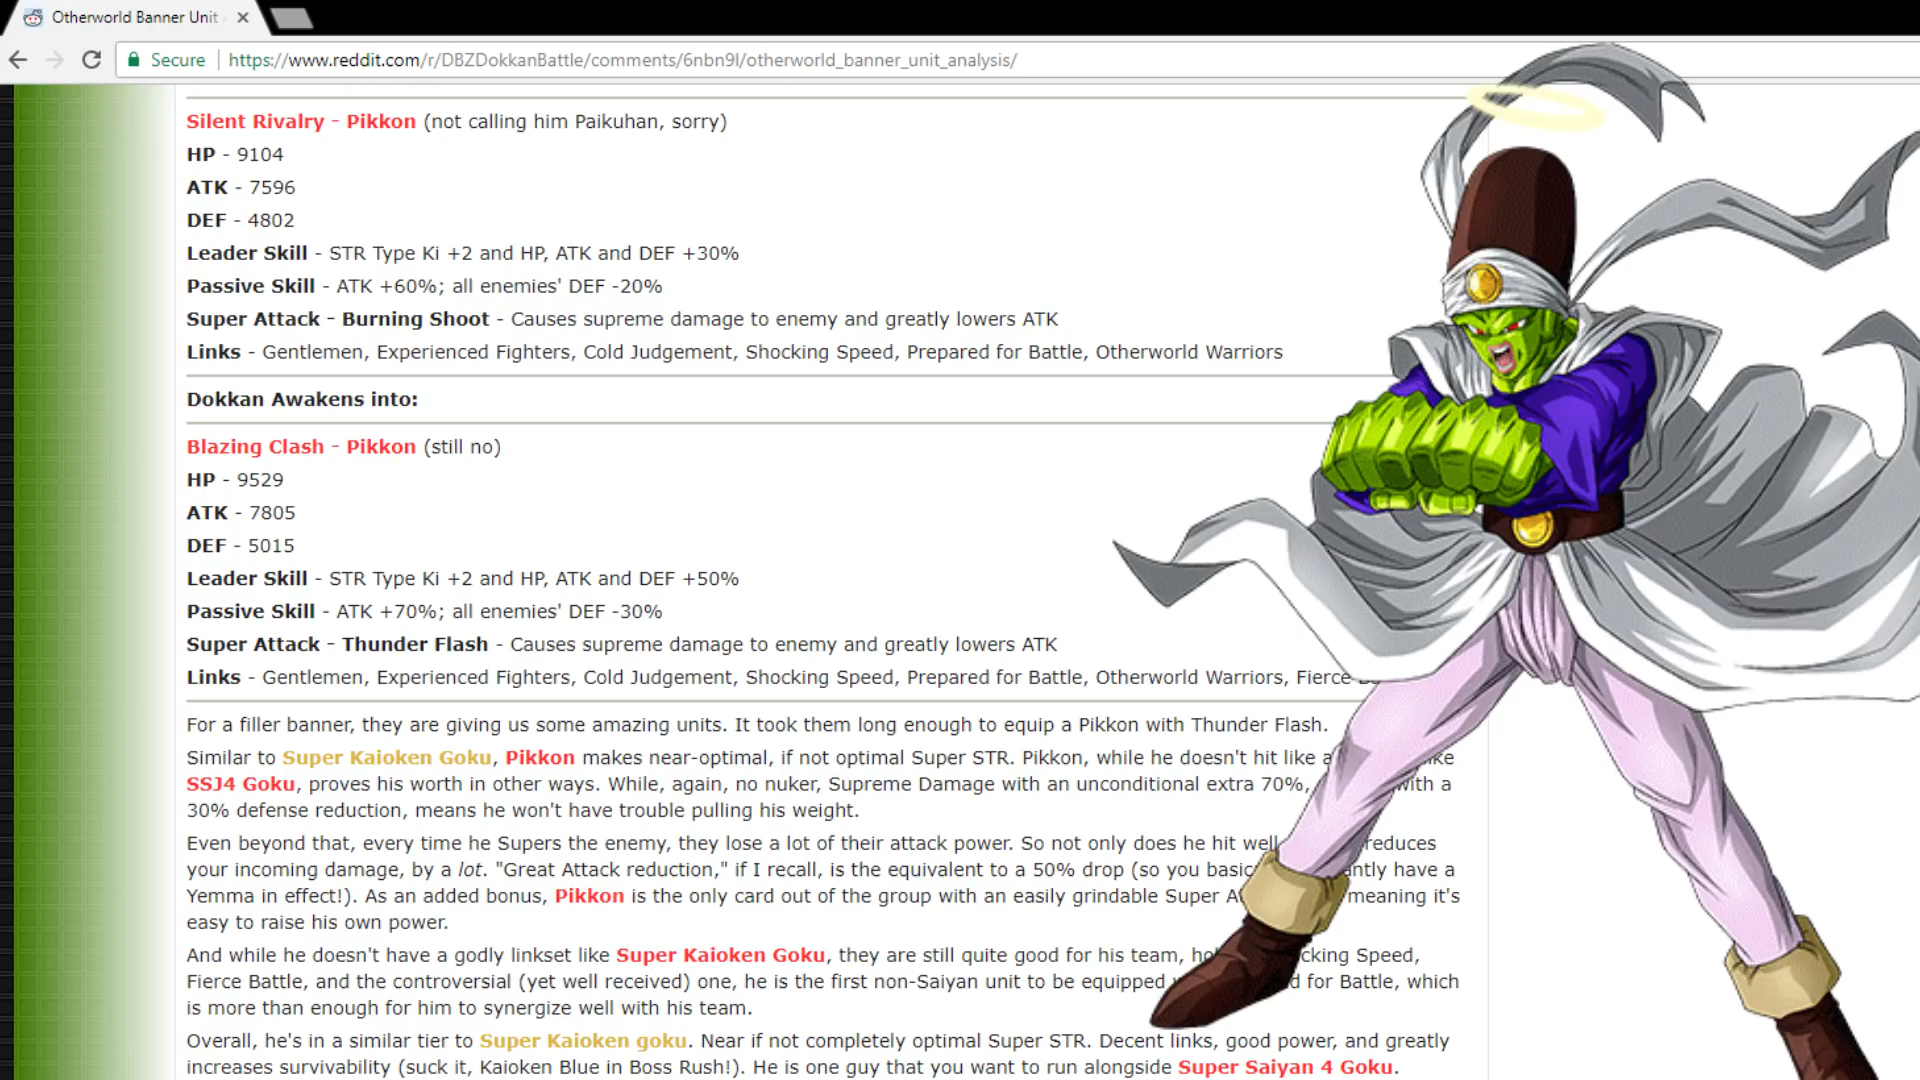 Otherworld Banner Unit
Secure https://www.reddit.com/r/DBZDokkanBattle/comments/6nbn9l/otherworld_banner_unit_analysis/
Silent Rivalry - Pikkon (not calling him Paikuhan, sorry)
HP - 9104
ATK - 7596
DEF - 4802
Leader Skill - STR Type Ki +2 and HP, ATK and DEF +30%
Passive Skill - ATK +60%; all enemies' DEF -20%
Super Attack - Burning Shoot - Causes supreme damage to enemy and greatly lowers ATK
Links - Gentlemen, Experienced Fighters, Cold Judgement, Shocking Speed, Prepared for Battle, Otherworld Warriors
Dokkan Awakens into:
Blazing Clash - Pikkon (still no)
HP - 9529
ATK - 7805
DEF - 5015
Leader Skill - STR Type Ki +2 and HP, ATK and DEF +50%
Passive Skill - ATK +70%; all enemies' DEF -30%
Super Attack - Thunder Flash - Causes supreme damage to enemy and greatly lowers ATK
Links - Gentlemen, Experienced Fighters, Cold Judgement, Shocking Speed, Prepared for Battle, Otherworld Warriors, Fierce
For a filler banner, they are giving us some amazing units. It took them long enough to equip a Pikkon with Thunder Flash.
Similar to Super Kaioken Goku, Pikkon makes near-optimal, if not optimal Super STR. Pikkon, while he doesn't hit like a
SSJ4 Goku, proves his worth in other ways. While, again, no nuker, Supreme Damage with an unconditional extra 70%, with a
30% defense reduction, means he won't have trouble pulling his weight.
Even beyond that, every time he Supers the enemy, they lose a lot of their attack power. So not only does he hit well reduces
your incoming damage, by a lot. "Great Attack reduction," if I recall, is the equivalent to a 50% drop (so you have a
Yemma in effect!). As an added bonus, Pikkon is the only card out of the group with an easily grindable Super meaning it's
easy to raise his own power.
And while he doesn't have a godly linkset like Super Kaioken Goku, they are still quite good for his team, Speed,
Fierce Battle, and the controversial (yet well received) one, he is the first non-Saiyan unit to be equipped for Battle, which
is more than enough for him to synergize well with his team.
Overall, he's in a similar tier to Super Kaioken goku. Near if not completely optimal Super STR. Decent links, good power, and greatly
increases survivability (suck it, Kaioken Blue in Boss Rush!). He is one guy that you want to run alongside Super Saiyan 4 Goku.